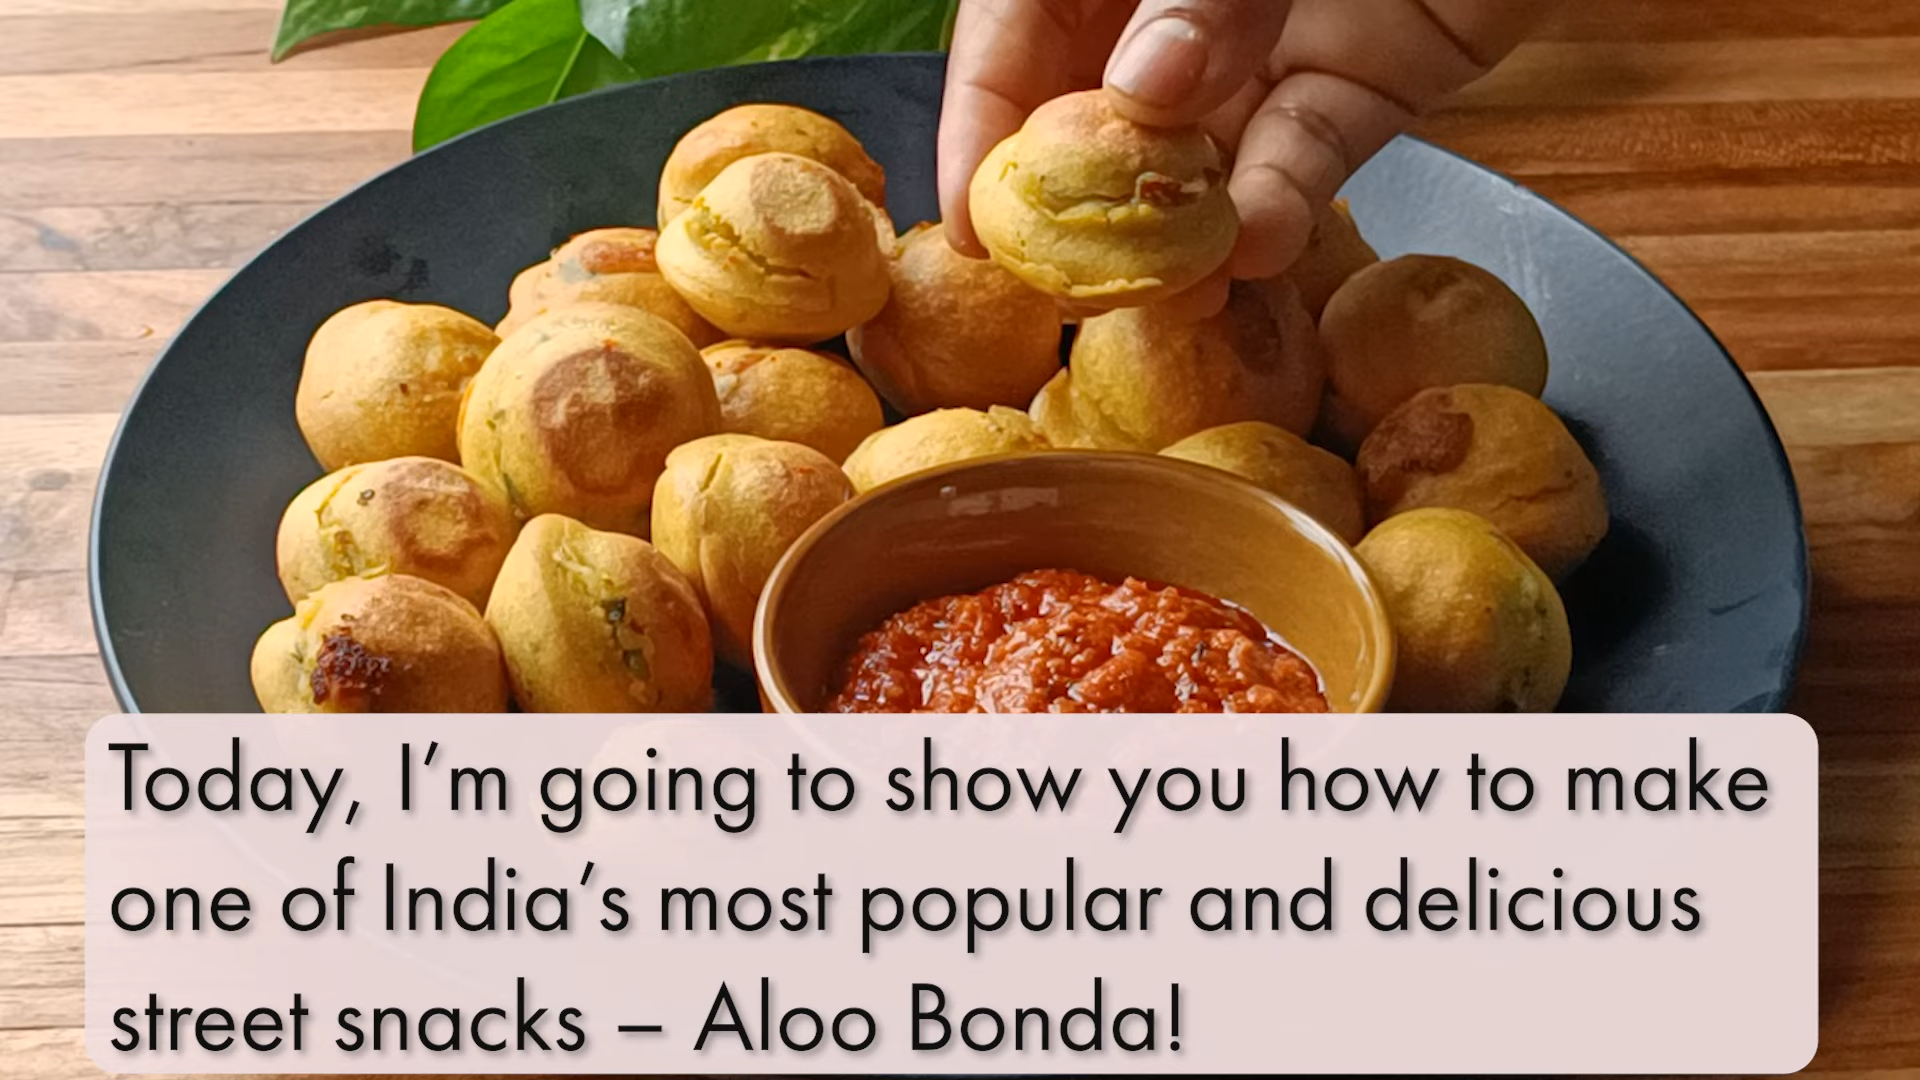 Today, I’m going to show you how to make
one of India’s most popular and delicious
street snacks – Aloo Bonda!